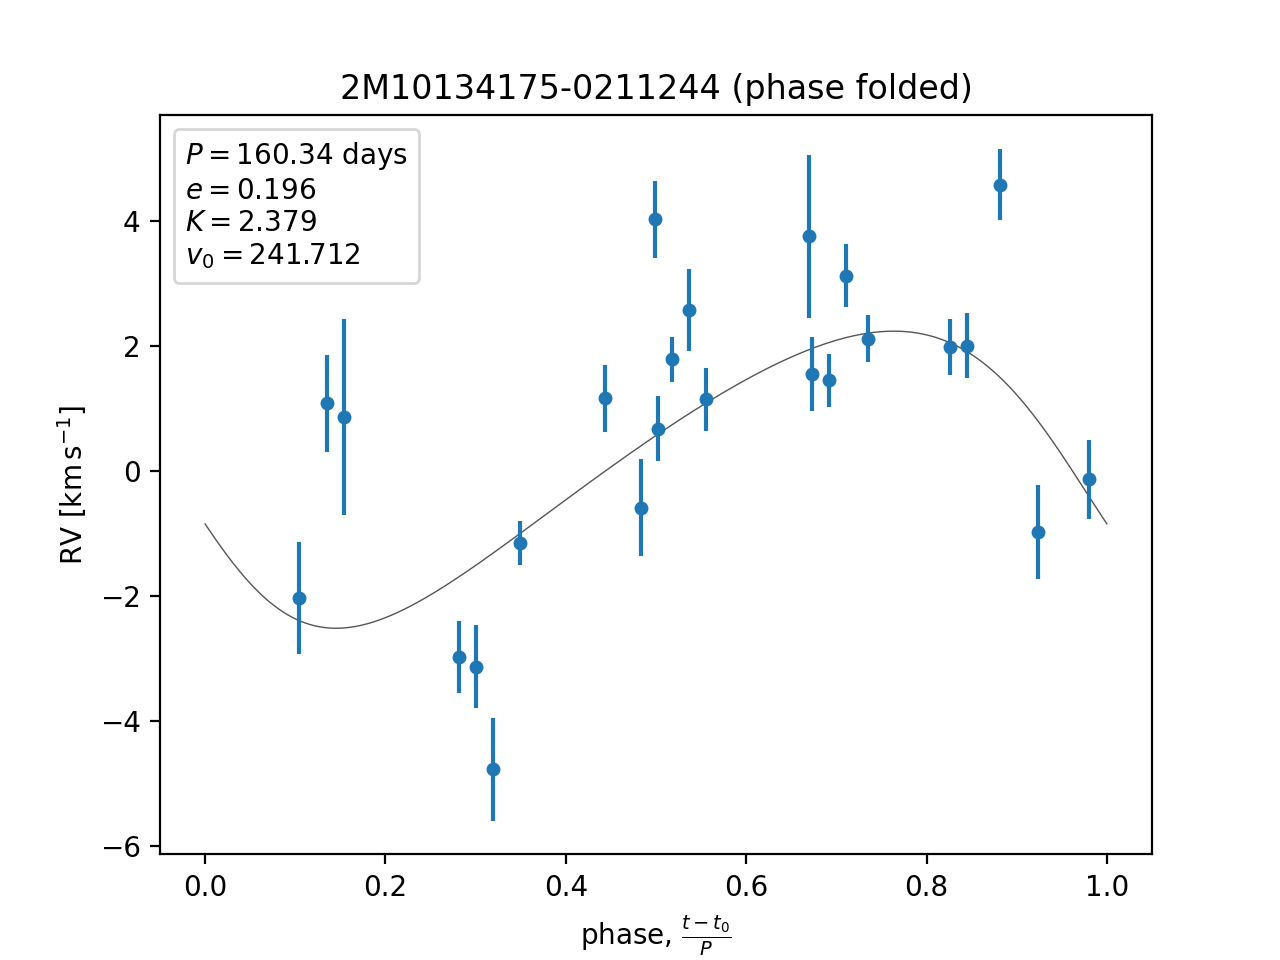 2M10134175-0211244 (phase folded)
P = 160.34 days
e = 0.196
K = 2.379
v₀ = 241.712
4
2
0
−2
−4
−6
RV [km s⁻¹]
0.0 0.2 0.4 0.6 0.8 1.0
phase, (t − t₀)/P